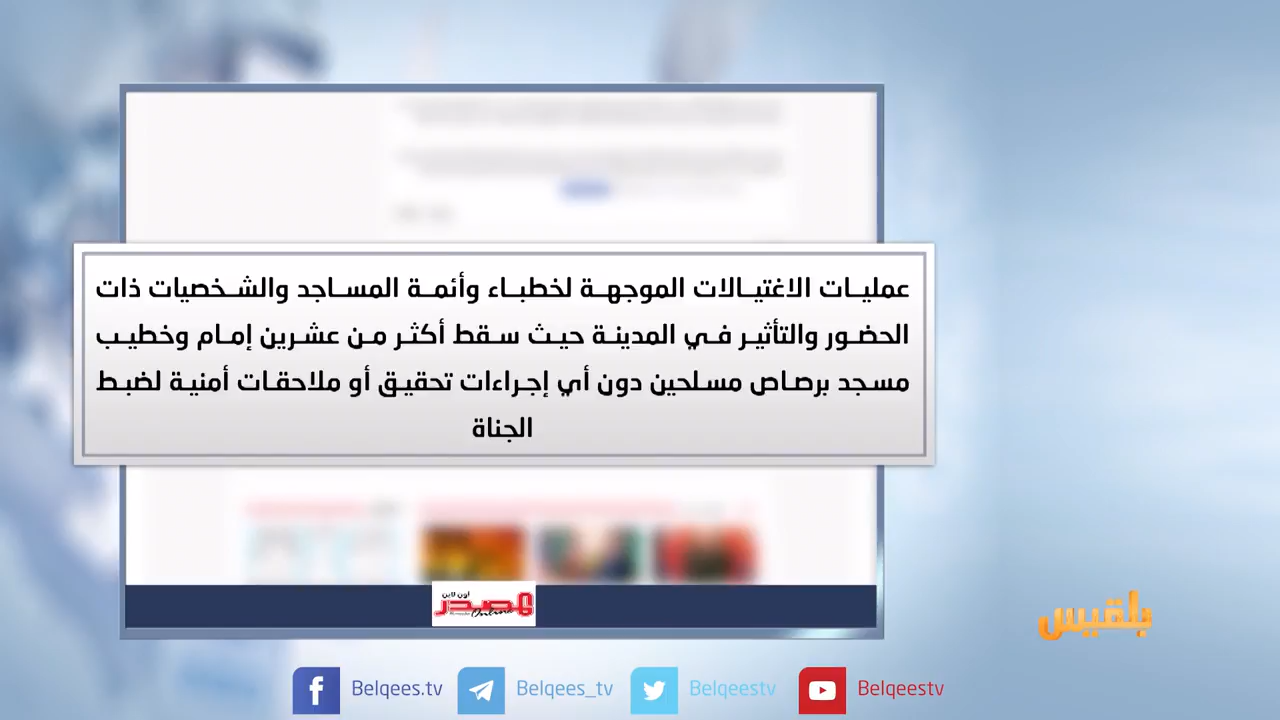 عمليات الاغتيالات الموجهة لخطباء وأئمة المساجد والشخصيات ذات
الحضور والتأثير في المدينة حيث سقط أكثر من عشرين إمام وخطيب
مسجد برصاص مسلحين دون أي إجراءات تحقيق أو ملاحقات أمنية لضبط
الجناة
أون لاين
المصدر
Online
بلقيس
Belqees.tv
Belqees_tv
Belqeestv
Belqeestv